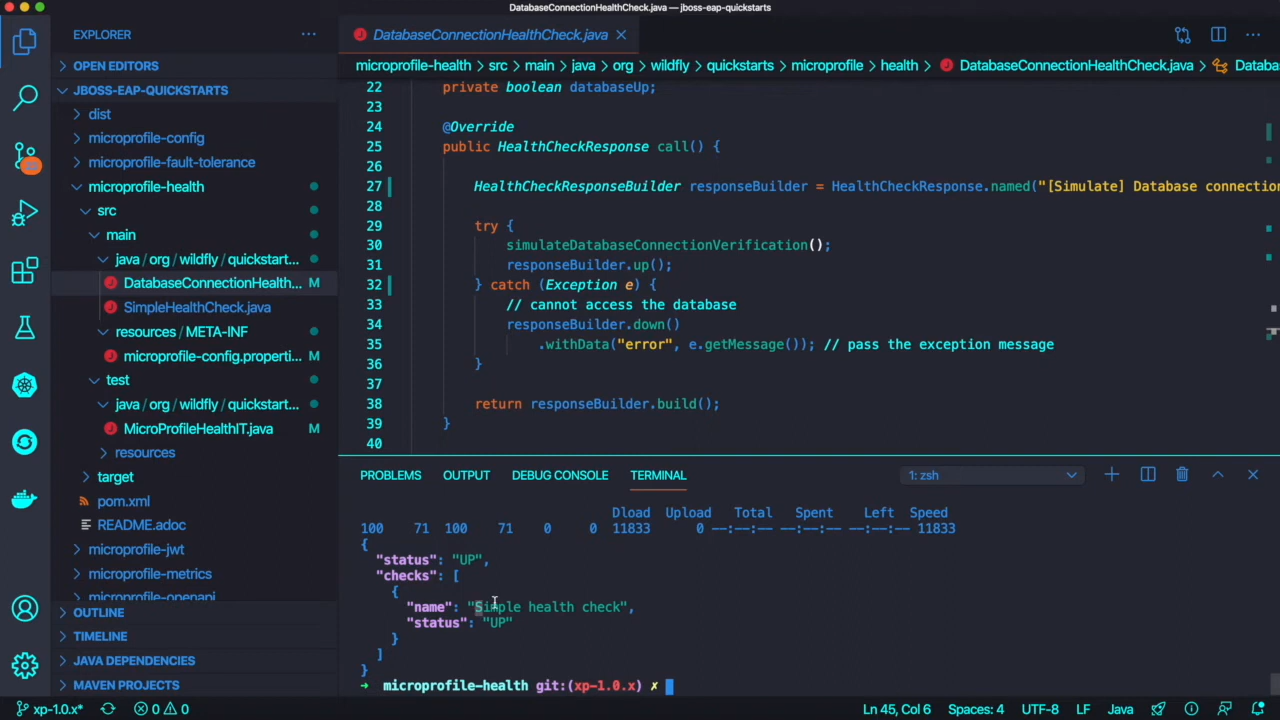 DatabaseConnectionHealthCheck.java — jboss-eap-quickstarts
EXPLORER
OPEN EDITORS
JBOSS-EAP-QUICKSTARTS
dist
microprofile-config
microprofile-fault-tolerance
microprofile-health
src
main
java / org / wildfly / quickstart...
DatabaseConnectionHealth... M
SimpleHealthCheck.java
resources / META-INF
microprofile-config.properti... M
test
java / org / wildfly / quickstart...
MicroProfileHealthIT.java M
resources
target
pom.xml
README.adoc
microprofile-jwt
microprofile-metrics
microprofile-openapi
OUTLINE
TIMELINE
JAVA DEPENDENCIES
MAVEN PROJECTS
DatabaseConnectionHealthCheck.java
microprofile-health > src > main > java > org > wildfly > quickstarts > microprofile > health > DatabaseConnectionHealthCheck.java > Databas
22 private boolean databaseUp;
23
24 @Override
25 public HealthCheckResponse call() {
26
27 HealthCheckResponseBuilder responseBuilder = HealthCheckResponse.named("[Simulate] Database connection
28
29 try {
30 simulateDatabaseConnectionVerification();
31 responseBuilder.up();
32 } catch (Exception e) {
33 // cannot access the database
34 responseBuilder.down()
35 .withData("error", e.getMessage()); // pass the exception message
36 }
37
38 return responseBuilder.build();
39 }
40
PROBLEMS OUTPUT DEBUG CONSOLE TERMINAL 1: zsh
Dload Upload Total Spent Left Speed
100 71 100 71 0 0 11833 0 --:--:-- --:--:-- --:--:-- 11833
{
"status": "UP",
"checks": [
{
"name": "Simple health check",
"status": "UP"
}
]
}
➜ microprofile-health git:(xp-1.0.x) ✗
xp-1.0.x* 0 0 Ln 45, Col 6 Spaces: 4 UTF-8 LF Java